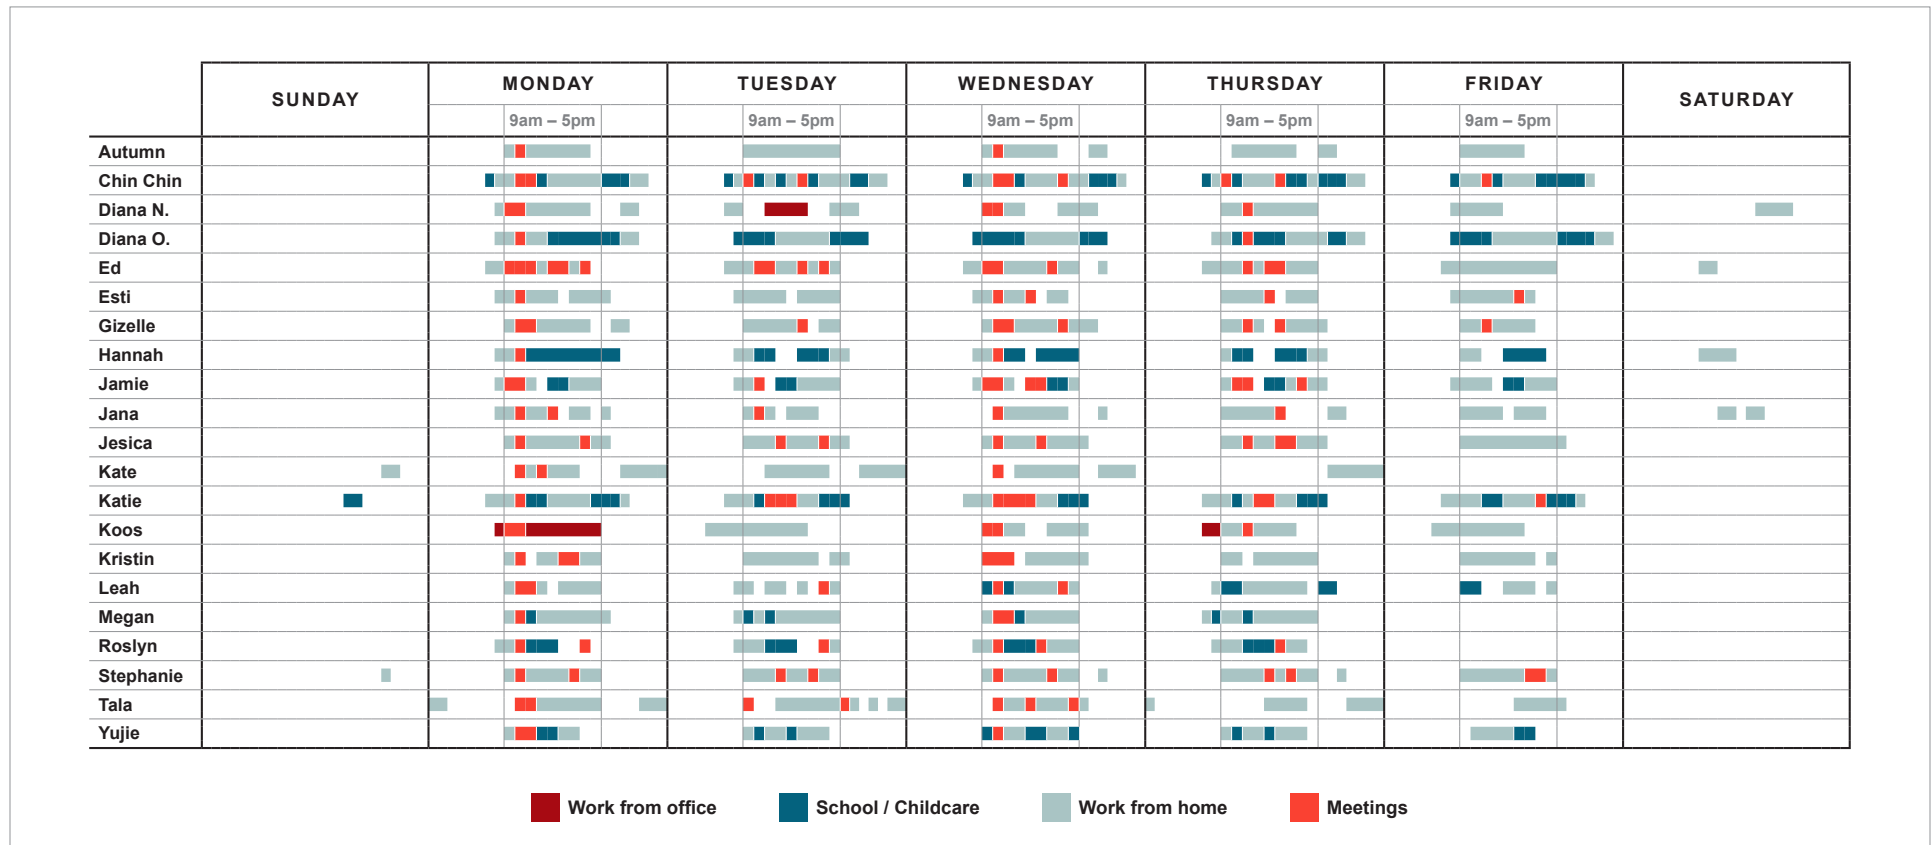 SUNDAY MONDAY TUESDAY WEDNESDAY THURSDAY FRIDAY SATURDAY
9am – 5pm 9am – 5pm 9am – 5pm 9am – 5pm 9am – 5pm
Autumn
Chin Chin
Diana N.
Diana O.
Ed
Esti
Gizelle
Hannah
Jamie
Jana
Jesica
Kate
Katie
Koos
Kristin
Leah
Megan
Roslyn
Stephanie
Tala
Yujie
Work from office School / Childcare Work from home Meetings